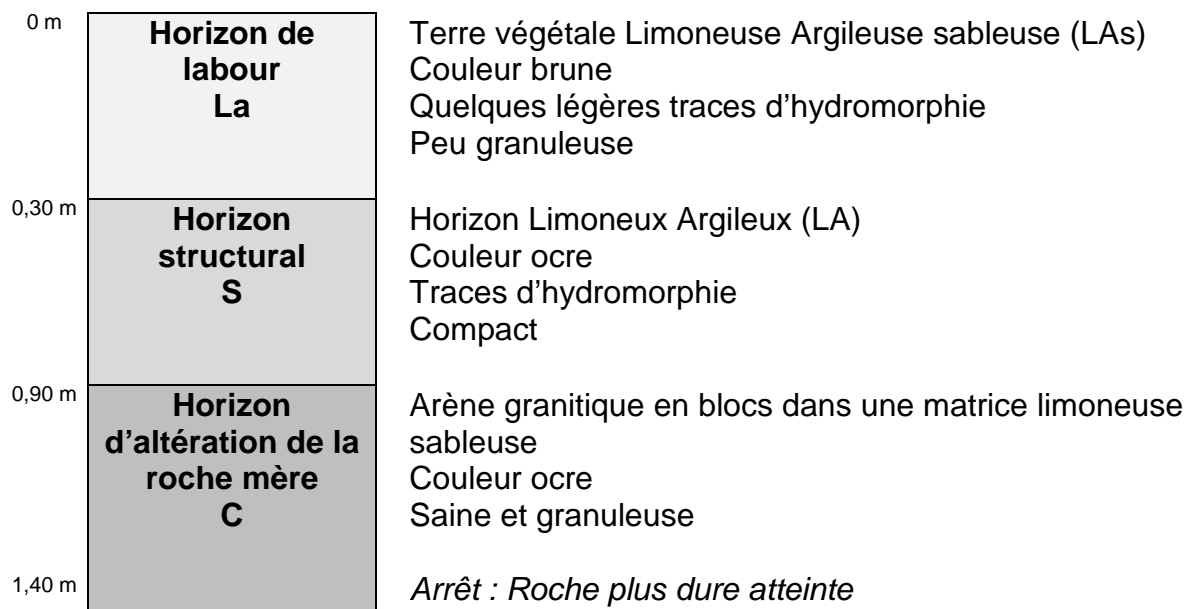 0 m
Horizon de
labour
La
Terre végétale Limoneuse Argileuse sableuse (LAs)
Couleur brune
Quelques légères traces d'hydromorphie
Peu granuleuse
0,30 m
Horizon
structural
S
Horizon Limoneux Argileux (LA)
Couleur ocre
Traces d'hydromorphie
Compact
0,90 m
Horizon
d'altération de la
roche mère
C
Arène granitique en blocs dans une matrice limoneuse
sableuse
Couleur ocre
Saine et granuleuse
1,40 m
Arrêt : Roche plus dure atteinte